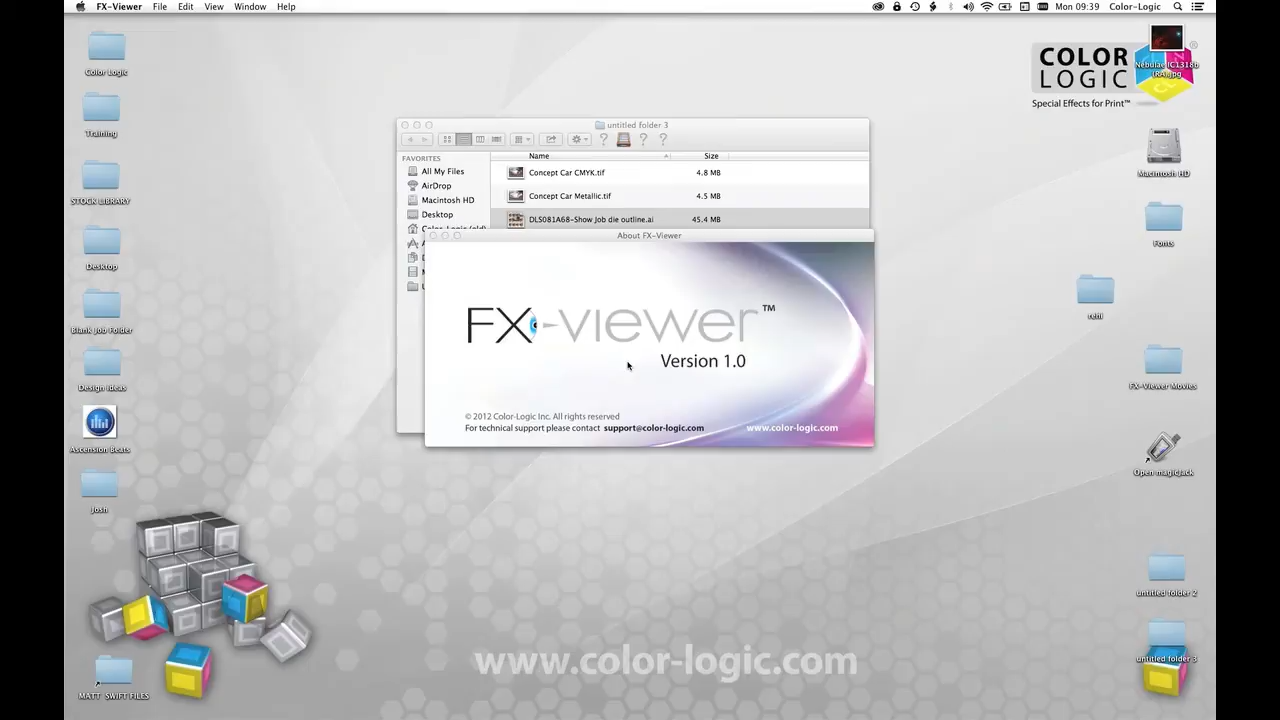 FX-Viewer File Edit View Window Help Mon 09:39 Color-Logic
Color Logic
Training
STOCK LIBRARY
Desktop
Blank Job Folder
Design ideas
Ascension Beats
Josh
MATT_SWIFT FILES
untitled folder 3
Name Size
FAVORITES
All My Files
AirDrop
Macintosh HD
Desktop
Concept Car CMYK.tif 4.8 MB
Concept Car Metallic.tif 4.5 MB
DLS081A68-Show Job die outline.ai 45.4 MB
About FX-Viewer
FX-viewer™
Version 1.0
© 2012 Color-Logic Inc. All rights reserved
For technical support please contact support@color-logic.com www.color-logic.com
COLOR
LOGIC
®
Special Effects for Print™
Macintosh HD
Fonts
FX-Viewer Movies
Open magicJack
untitled folder 2
untitled folder 3
www.color-logic.com